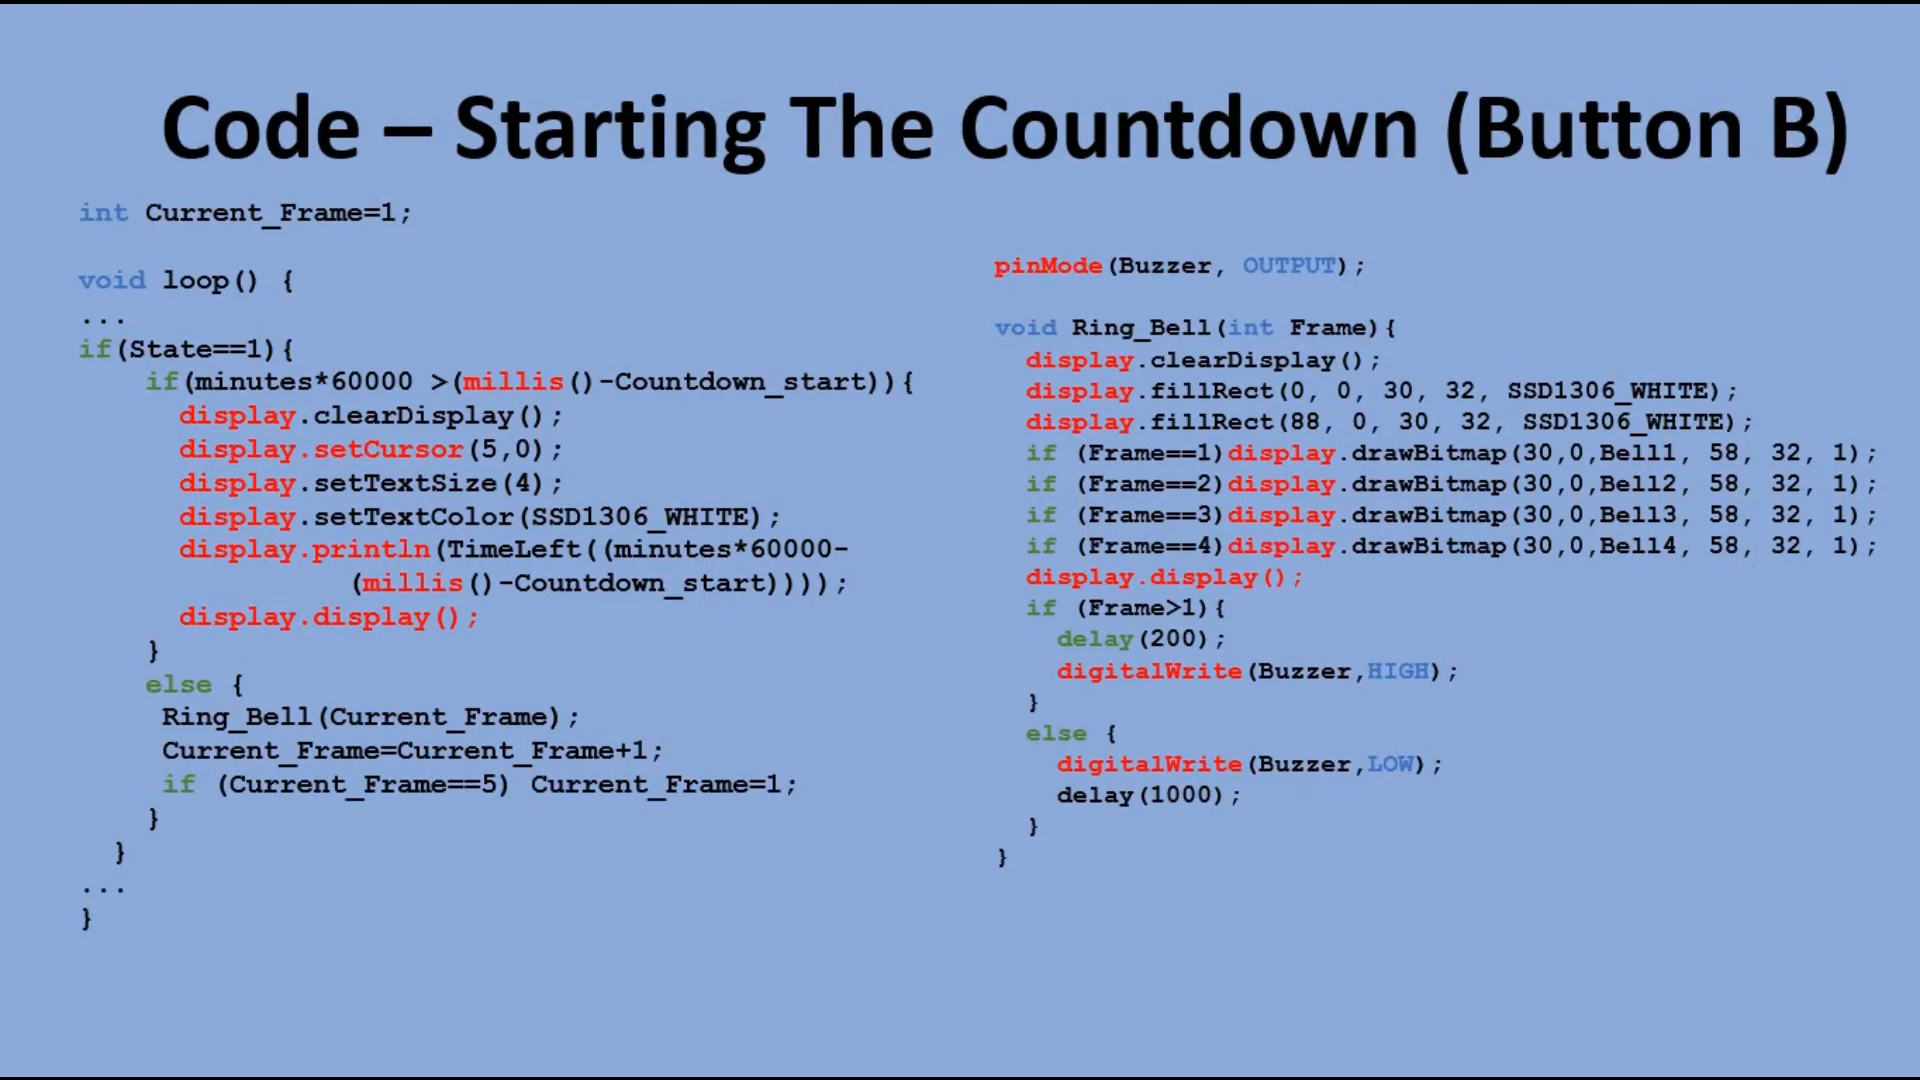 Code – Starting The Countdown (Button B)
int Current_Frame=1;
void loop() {
...
if(State==1){
if(minutes*60000 >(millis()-Countdown_start)){
display.clearDisplay();
display.setCursor(5,0);
display.setTextSize(4);
display.setTextColor(SSD1306_WHITE);
display.println(TimeLeft((minutes*60000-
(millis()-Countdown_start))));
display.display();
}
else {
Ring_Bell(Current_Frame);
Current_Frame=Current_Frame+1;
if (Current_Frame==5) Current_Frame=1;
}
}
...
}
pinMode(Buzzer, OUTPUT);
void Ring_Bell(int Frame){
display.clearDisplay();
display.fillRect(0, 0, 30, 32, SSD1306_WHITE);
display.fillRect(88, 0, 30, 32, SSD1306_WHITE);
if (Frame==1)display.drawBitmap(30,0,Bell1, 58, 32, 1);
if (Frame==2)display.drawBitmap(30,0,Bell2, 58, 32, 1);
if (Frame==3)display.drawBitmap(30,0,Bell3, 58, 32, 1);
if (Frame==4)display.drawBitmap(30,0,Bell4, 58, 32, 1);
display.display();
if (Frame>1){
delay(200);
digitalWrite(Buzzer,HIGH);
}
else {
digitalWrite(Buzzer,LOW);
delay(1000);
}
}